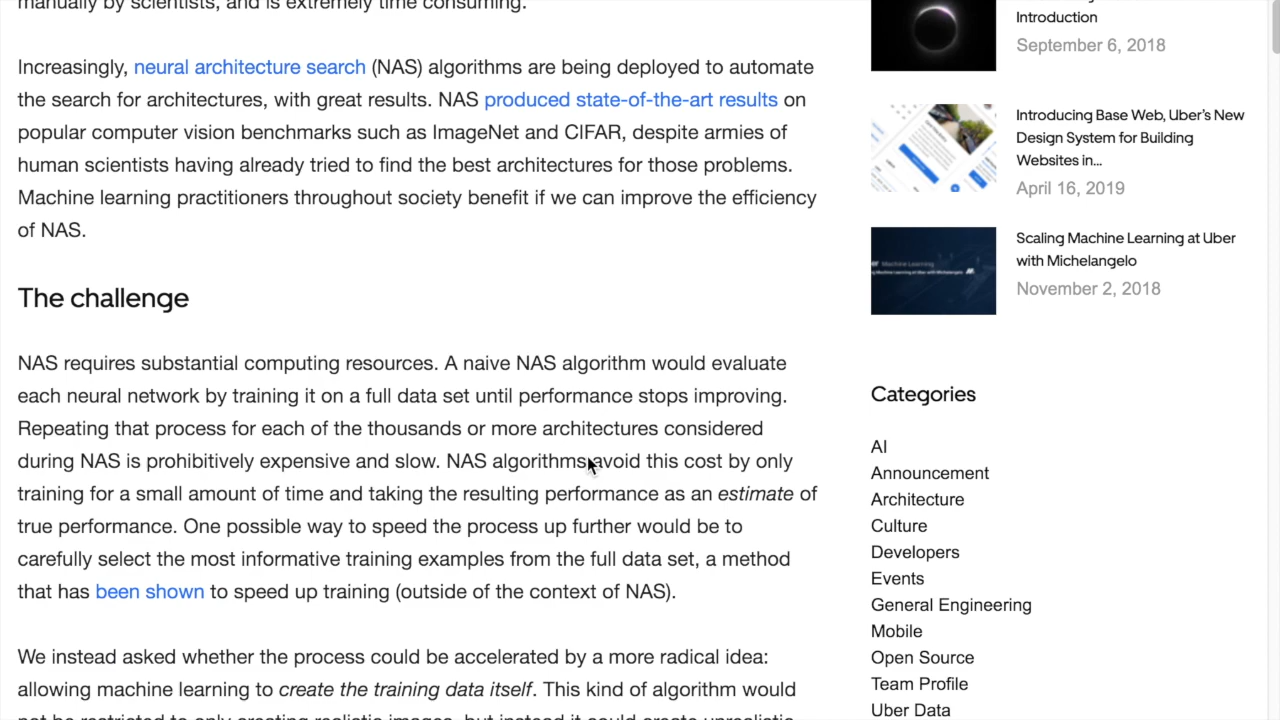 manually by scientists, and is extremely time consuming.
Increasingly, neural architecture search (NAS) algorithms are being deployed to automate
the search for architectures, with great results. NAS produced state-of-the-art results on
popular computer vision benchmarks such as ImageNet and CIFAR, despite armies of
human scientists having already tried to find the best architectures for those problems.
Machine learning practitioners throughout society benefit if we can improve the efficiency
of NAS.
The challenge
NAS requires substantial computing resources. A naive NAS algorithm would evaluate
each neural network by training it on a full data set until performance stops improving.
Repeating that process for each of the thousands or more architectures considered
during NAS is prohibitively expensive and slow. NAS algorithms avoid this cost by only
training for a small amount of time and taking the resulting performance as an estimate of
true performance. One possible way to speed the process up further would be to
carefully select the most informative training examples from the full data set, a method
that has been shown to speed up training (outside of the context of NAS).
We instead asked whether the process could be accelerated by a more radical idea:
allowing machine learning to create the training data itself. This kind of algorithm would
not be restricted to only creating realistic images, but instead it could create unrealistic
Introduction
September 6, 2018
Introducing Base Web, Uber's New
Design System for Building
Websites in...
April 16, 2019
Scaling Machine Learning at Uber
with Michelangelo
November 2, 2018
Categories
AI
Announcement
Architecture
Culture
Developers
Events
General Engineering
Mobile
Open Source
Team Profile
Uber Data